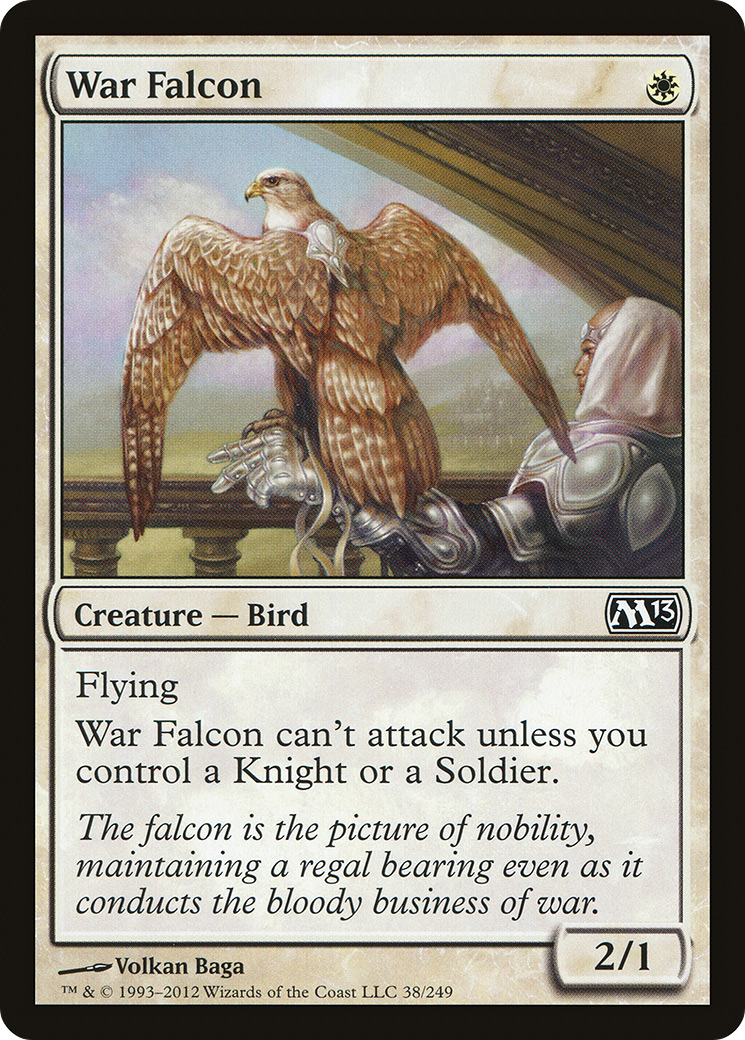 War Falcon
Creature — Bird
M13
Flying
War Falcon can't attack unless you
control a Knight or a Soldier.
The falcon is the picture of nobility,
maintaining a regal bearing even as it
conducts the bloody business of war.
2/1
Volkan Baga
™ & © 1993–2012 Wizards of the Coast LLC 38/249